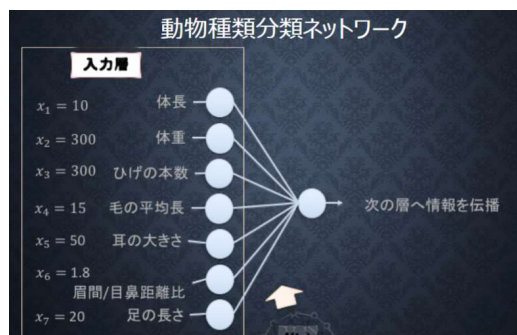 動物種類分類ネットワーク
入力層
x₁ = 10 体長
x₂ = 300 体重
x₃ = 300 ひげの本数
x₄ = 15 毛の平均長
x₅ = 50 耳の大きさ
x₆ = 1.8
眉間/目鼻距離比
x₇ = 20 足の長さ
次の層へ情報を伝播